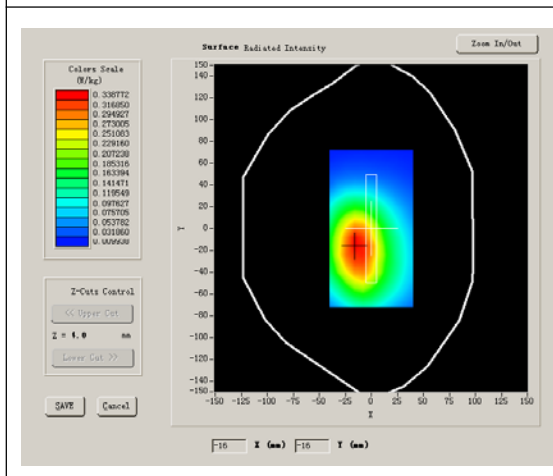 Surface Radiated Intensity
Zoom In/Out
Colors Scale
(W/kg)
0.338772
0.316850
0.294927
0.273005
0.251083
0.229160
0.207238
0.185316
0.163394
0.141471
0.119549
0.097627
0.075705
0.053782
0.031860
0.009938
150
140
120
100
80
60
40
20
0
-20
-40
-60
-80
-100
-120
-140
-150
Y
-150 -125 -100 -75 -50 -25 0 25 50 75 100 125 150
X
Z-Cuts Control
<< Upper Cut
Z = 4.0 mm
Lower Cut >>
SAVE Cancel
-16 X (mm) -16 Y (mm)